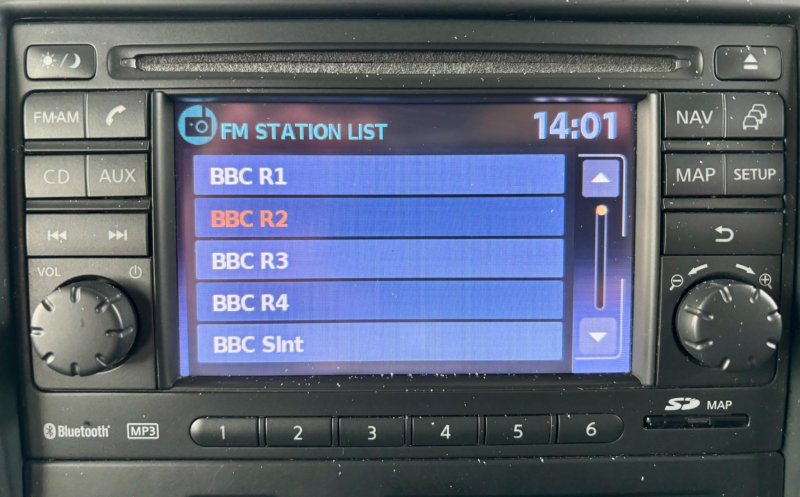 FM STATION LIST 14:01
FM·AM
NAV
BBC R1
CD AUX
MAP SETUP
BBC R2
BBC R3
VOL
BBC R4
BBC SInt
SD MAP
Bluetooth MP3
1 2 3 4 5 6